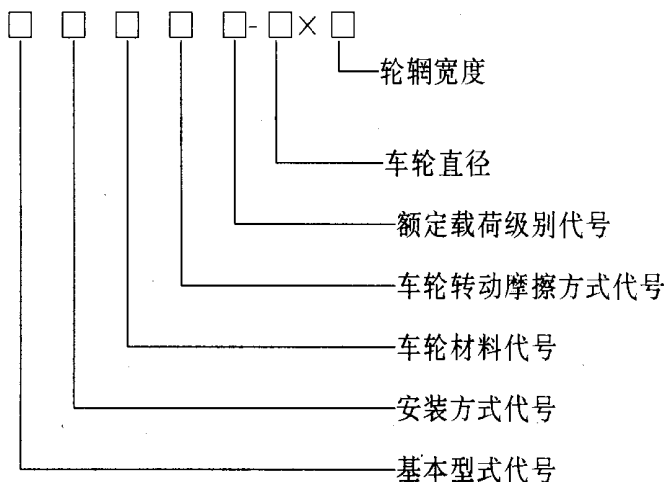 □ □ □ □ □-□×□
轮辋宽度
车轮直径
额定载荷级别代号
车轮转动摩擦方式代号
车轮材料代号
安装方式代号
基本型式代号